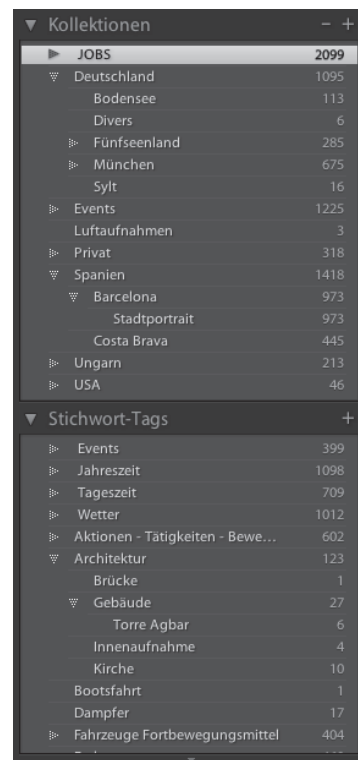 Kollektionen − +
JOBS 2099
Deutschland 1095
Bodensee 113
Divers 6
Fünfseenland 285
München 675
Sylt 16
Events 1225
Luftaufnahmen 3
Privat 318
Spanien 1418
Barcelona 973
Stadtportrait 973
Costa Brava 445
Ungarn 213
USA 46
Stichwort-Tags +
Events 399
Jahreszeit 1098
Tageszeit 709
Wetter 1012
Aktionen - Tätigkeiten - Bewe... 602
Architektur 123
Brücke 1
Gebäude 27
Torre Agbar 6
Innenaufnahme 4
Kirche 10
Bootsfahrt 1
Dampfer 17
Fahrzeuge Fortbewegungsmittel 404